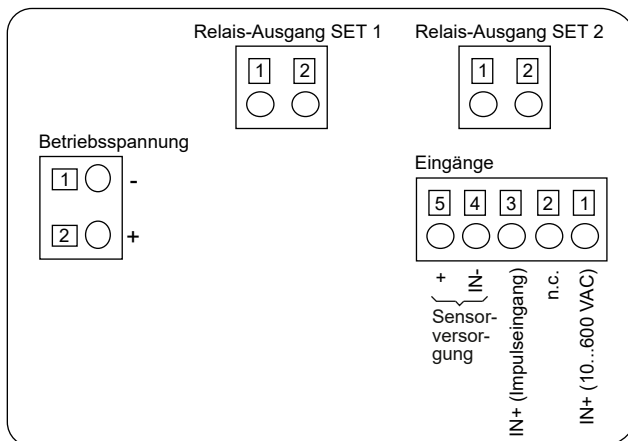 Relais-Ausgang SET 1
1 2
Relais-Ausgang SET 2
1 2
Betriebsspannung
1 -
2 +
Eingänge
5 4 3 2 1
+
IN-
Sensor-
versor-
gung
IN+ (Impulseingang)
n.c.
IN+ (10...600 VAC)